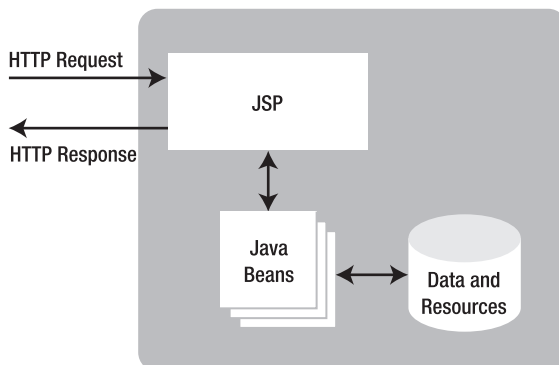 HTTP Request
JSP
HTTP Response
Java
Beans
Data and
Resources